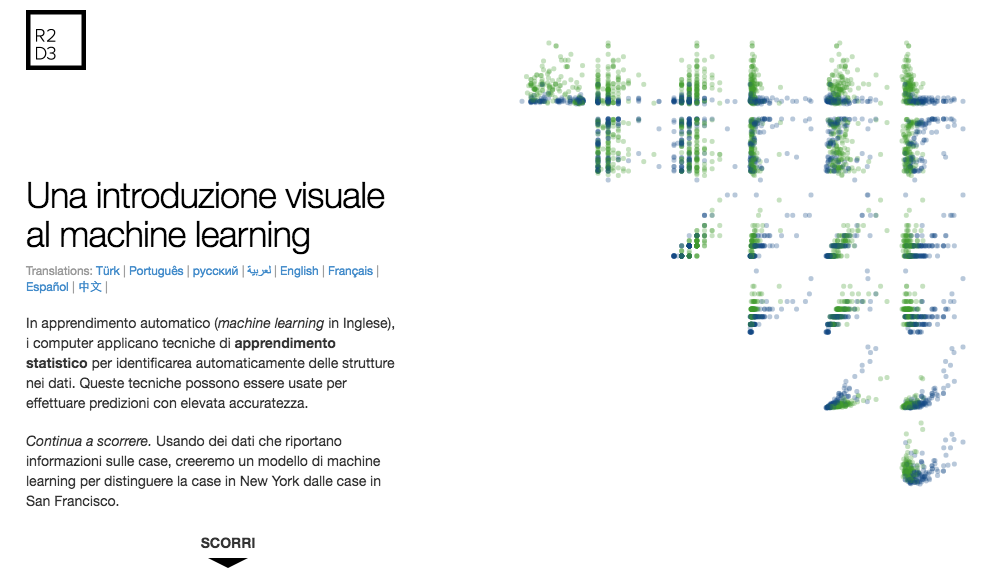 R2
D3
Una introduzione visuale
al machine learning
Translations: Türk | Português | русский | لعربية | English | Français |
Español | 中文 |
In apprendimento automatico (machine learning in Inglese),
i computer applicano tecniche di apprendimento
statistico per identificarea automaticamente delle strutture
nei dati. Queste tecniche possono essere usate per
effettuare predizioni con elevata accuratezza.
Continua a scorrere. Usando dei dati che riportano
informazioni sulle case, creeremo un modello di machine
learning per distinguere la case in New York dalle case in
San Francisco.
SCORRI